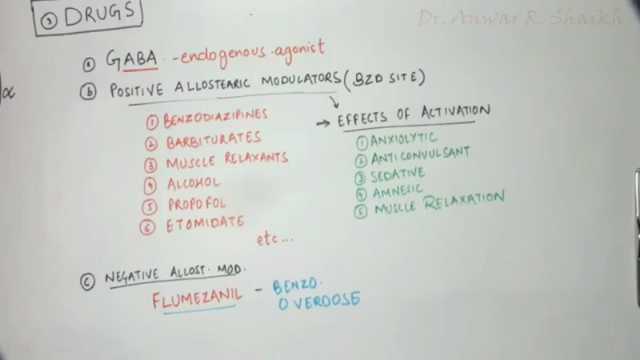 ③ DRUGS
Dr. Anwar R. Shaikh
ⓐ GABA - endogenous agonist
ⓑ POSITIVE ALLOSTEARIC MODULATORS (BZD SITE)
① BENZODIAZIPINES
② BARBITURATES
③ MUSCLE RELAXANTS
④ ALCOHOL
⑤ PROPOFOL
⑥ ETOMIDATE
etc...
→ EFFECTS OF ACTIVATION
① ANXIOLYTIC
② ANTICONVULSANT
③ SEDATIVE
④ AMNESIC
⑤ MUSCLE RELAXATION
ⓒ NEGATIVE ALLOST. MOD.
FLUMEZANIL - BENZO.
OVERDOSE